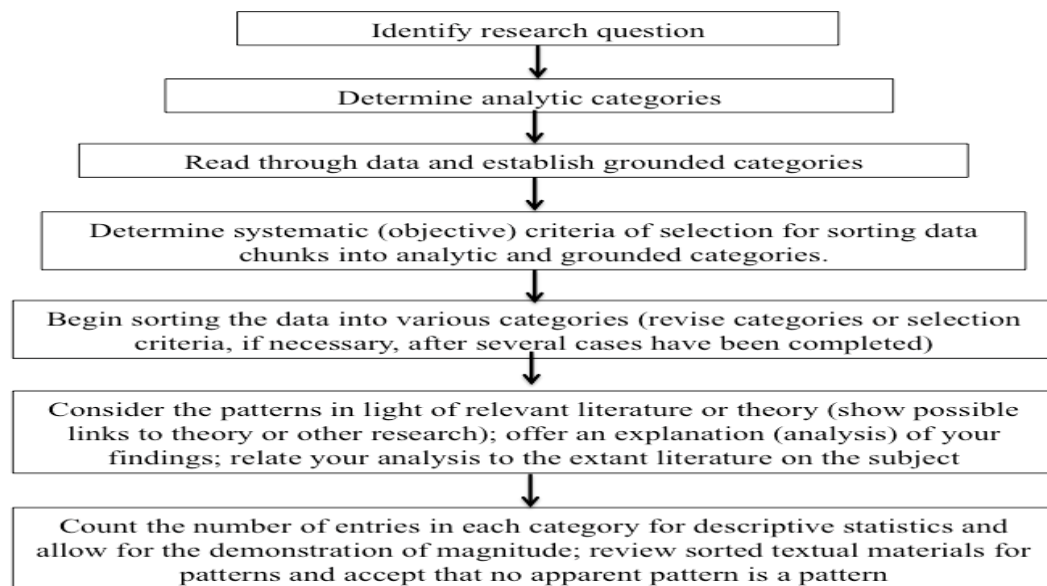 Identify research question
Determine analytic categories
Read through data and establish grounded categories
Determine systematic (objective) criteria of selection for sorting data
chunks into analytic and grounded categories.
Begin sorting the data into various categories (revise categories or selection
criteria, if necessary, after several cases have been completed)
Consider the patterns in light of relevant literature or theory (show possible
links to theory or other research); offer an explanation (analysis) of your
findings; relate your analysis to the extant literature on the subject
Count the number of entries in each category for descriptive statistics and
allow for the demonstration of magnitude; review sorted textual materials for
patterns and accept that no apparent pattern is a pattern